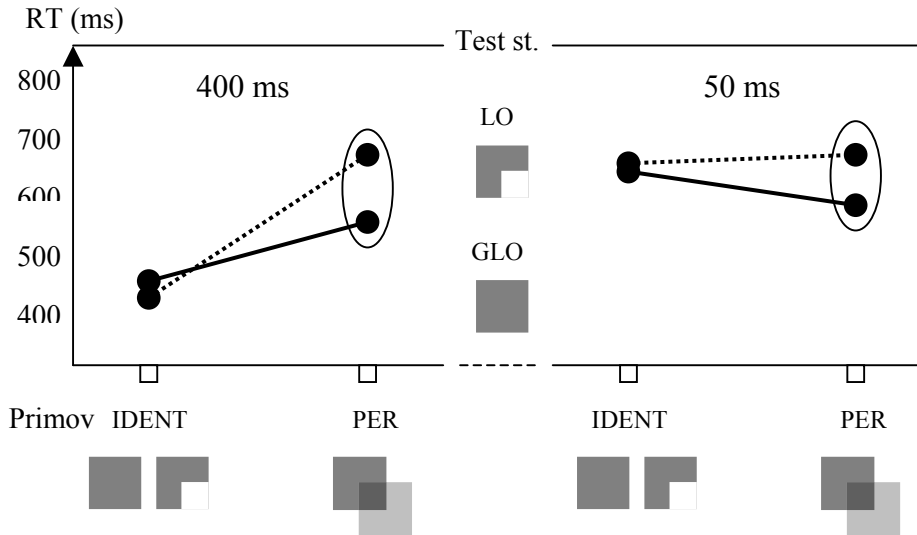 RT (ms)
Test st.
800
700
600
500
400
400 ms
LO
GLO
50 ms
Primov IDENT PER IDENT PER